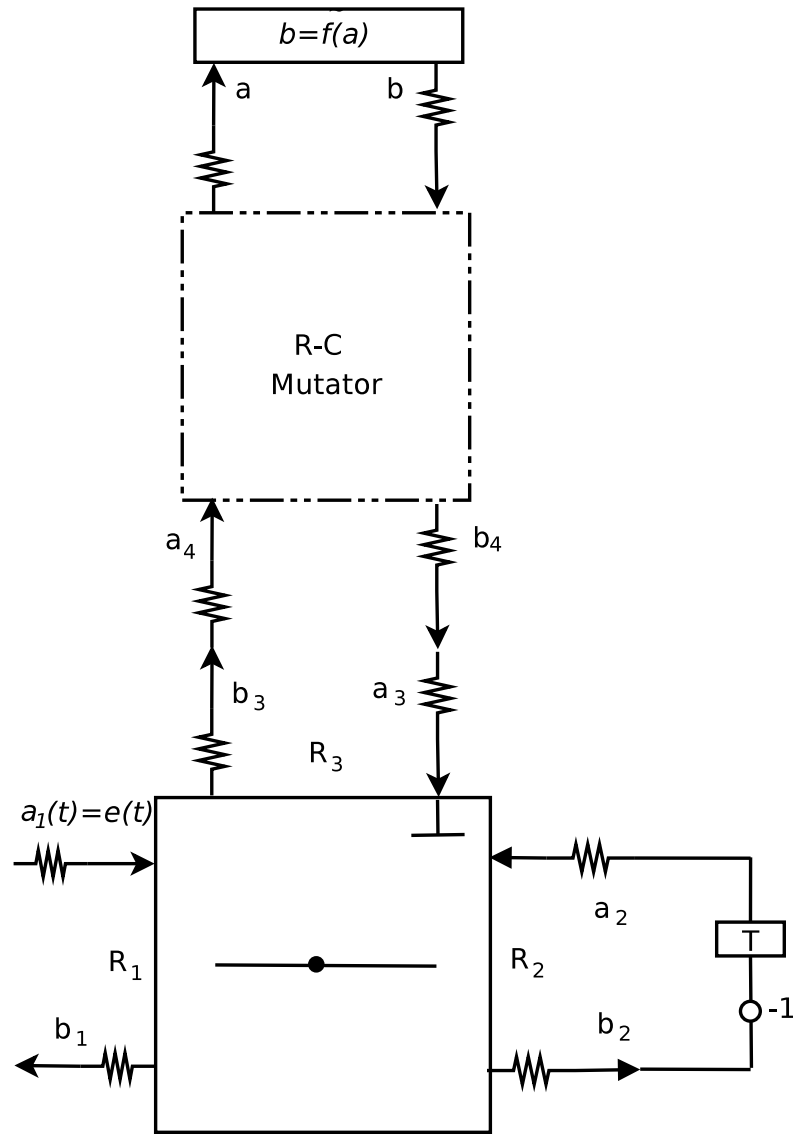 b=f(a)
a b
R-C
Mutator
a4 b4
b3 a3
R3
a1(t)=e(t)
a2
T
R1 R2
-1
b1 b2